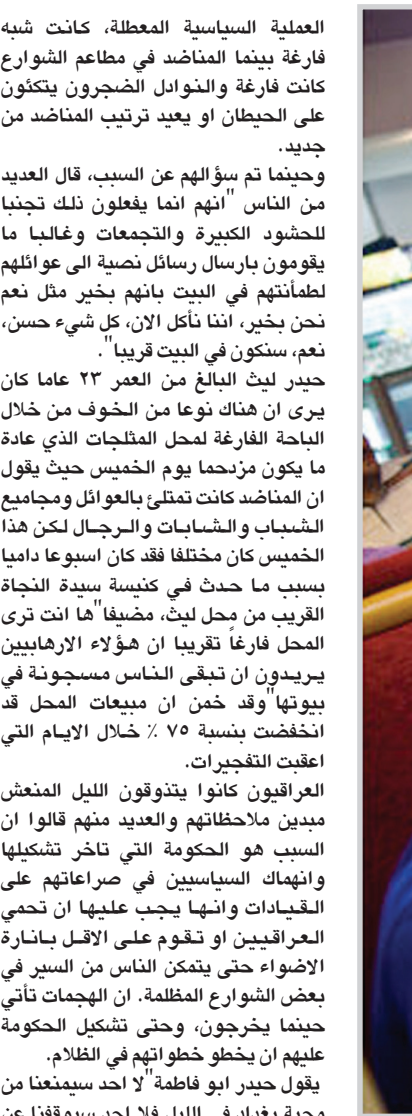 العملية السياسية المعطلة، كانت شبه
فارغة بينما المناضد في مطاعم الشوارع
كانت فارغة والنوادل الضجرون يتكئون
على الحيطان او يعيد ترتيب المناضد من
جديد.
وحينما تم سؤالهم عن السبب، قال العديد
من الناس "انهم انما يفعلون ذلك تجنبا
للحشود الكبيرة والتجمعات وغالبا ما
يقومون بارسال رسائل نصية الى عوائلهم
لطمأنتهم في البيت بانهم بخير مثل نعم
نحن بخير، اننا نأكل الان، كل شيء حسن،
نعم، سنكون في البيت قريبا".
حيدر ليث البالغ من العمر ٢٣ عاما كان
يرى ان هناك نوعا من الخوف من خلال
الباحة الفارغة لمحل المثلجات الذي عادة
ما يكون مزدحما يوم الخميس حيث يقول
ان المناضد كانت تمتلئ بالعوائل ومجاميع
الشباب والشابات والرجال لكن هذا
الخميس كان مختلفا فقد كان اسبوعا داميا
بسبب ما حدث في كنيسة سيدة النجاة
القريب من محل ليث، مضيفا"ها انت ترى
المحل فارغاً تقريبا ان هؤلاء الارهابيين
يريدون ان تبقى الناس مسجونة في
بيوتها"وقد خمن ان مبيعات المحل قد
انخفضت بنسبة ٧٥ ٪ خلال الايام التي
اعقبت التفجيرات.
العراقيون كانوا يتذوقون الليل المنعش
مبدين ملاحظاتهم والعديد منهم قالوا ان
السبب هو الحكومة التي تاخر تشكيلها
وانهماك السياسيين في صراعاتهم على
القيادات وانها يجب عليها ان تحمي
العراقيين او تقوم على الاقل بانارة
الاضواء حتى يتمكن الناس من السير في
بعض الشوارع المظلمة. ان الهجمات تأتي
حينما يخرجون، وحتى تشكيل الحكومة
عليهم ان يخطو خطواتهم في الظلام.
يقول حيدر ابو فاطمة"لا احد سيمنعنا من